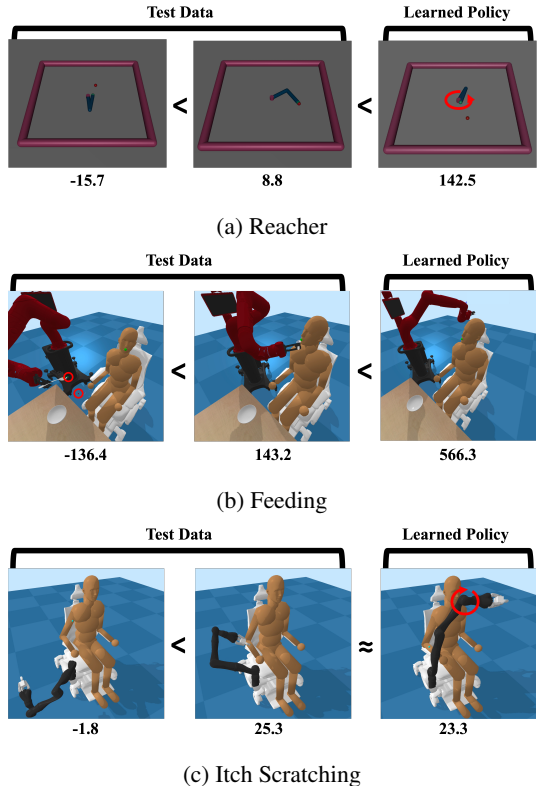 Test Data Learned Policy
< <
-15.7 8.8 142.5
(a) Reacher
Test Data Learned Policy
< <
-136.4 143.2 566.3
(b) Feeding
Test Data Learned Policy
< ≈
-1.8 25.3 23.3
(c) Itch Scratching